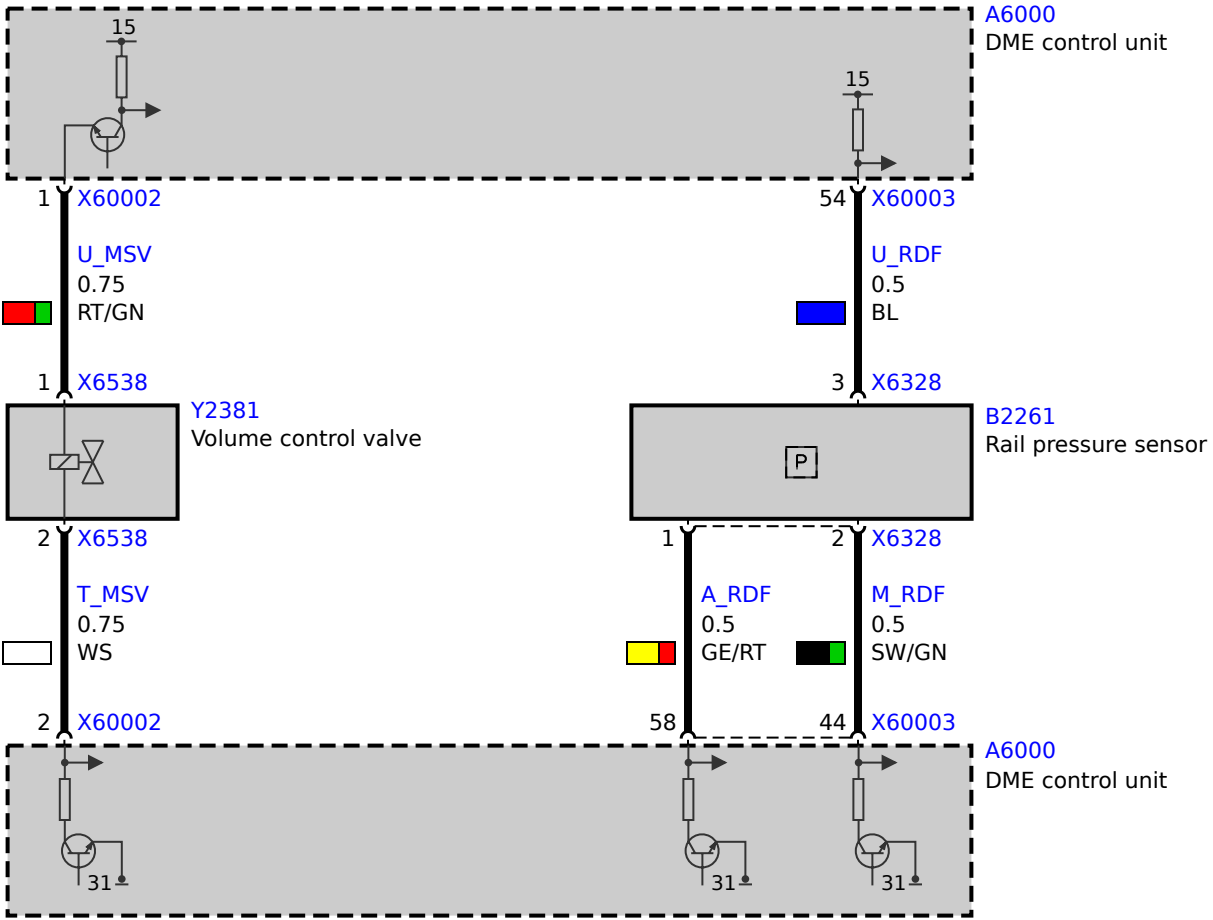 A6000
DME control unit
15
15
1 X60002
54 X60003
U_MSV
0.75
RT/GN
U_RDF
0.5
BL
1 X6538
3 X6328
Y2381
Volume control valve
B2261
Rail pressure sensor
P
2 X6538
1
2 X6328
T_MSV
0.75
WS
A_RDF
0.5
GE/RT
M_RDF
0.5
SW/GN
2 X60002
58
44 X60003
A6000
DME control unit
31
31
31